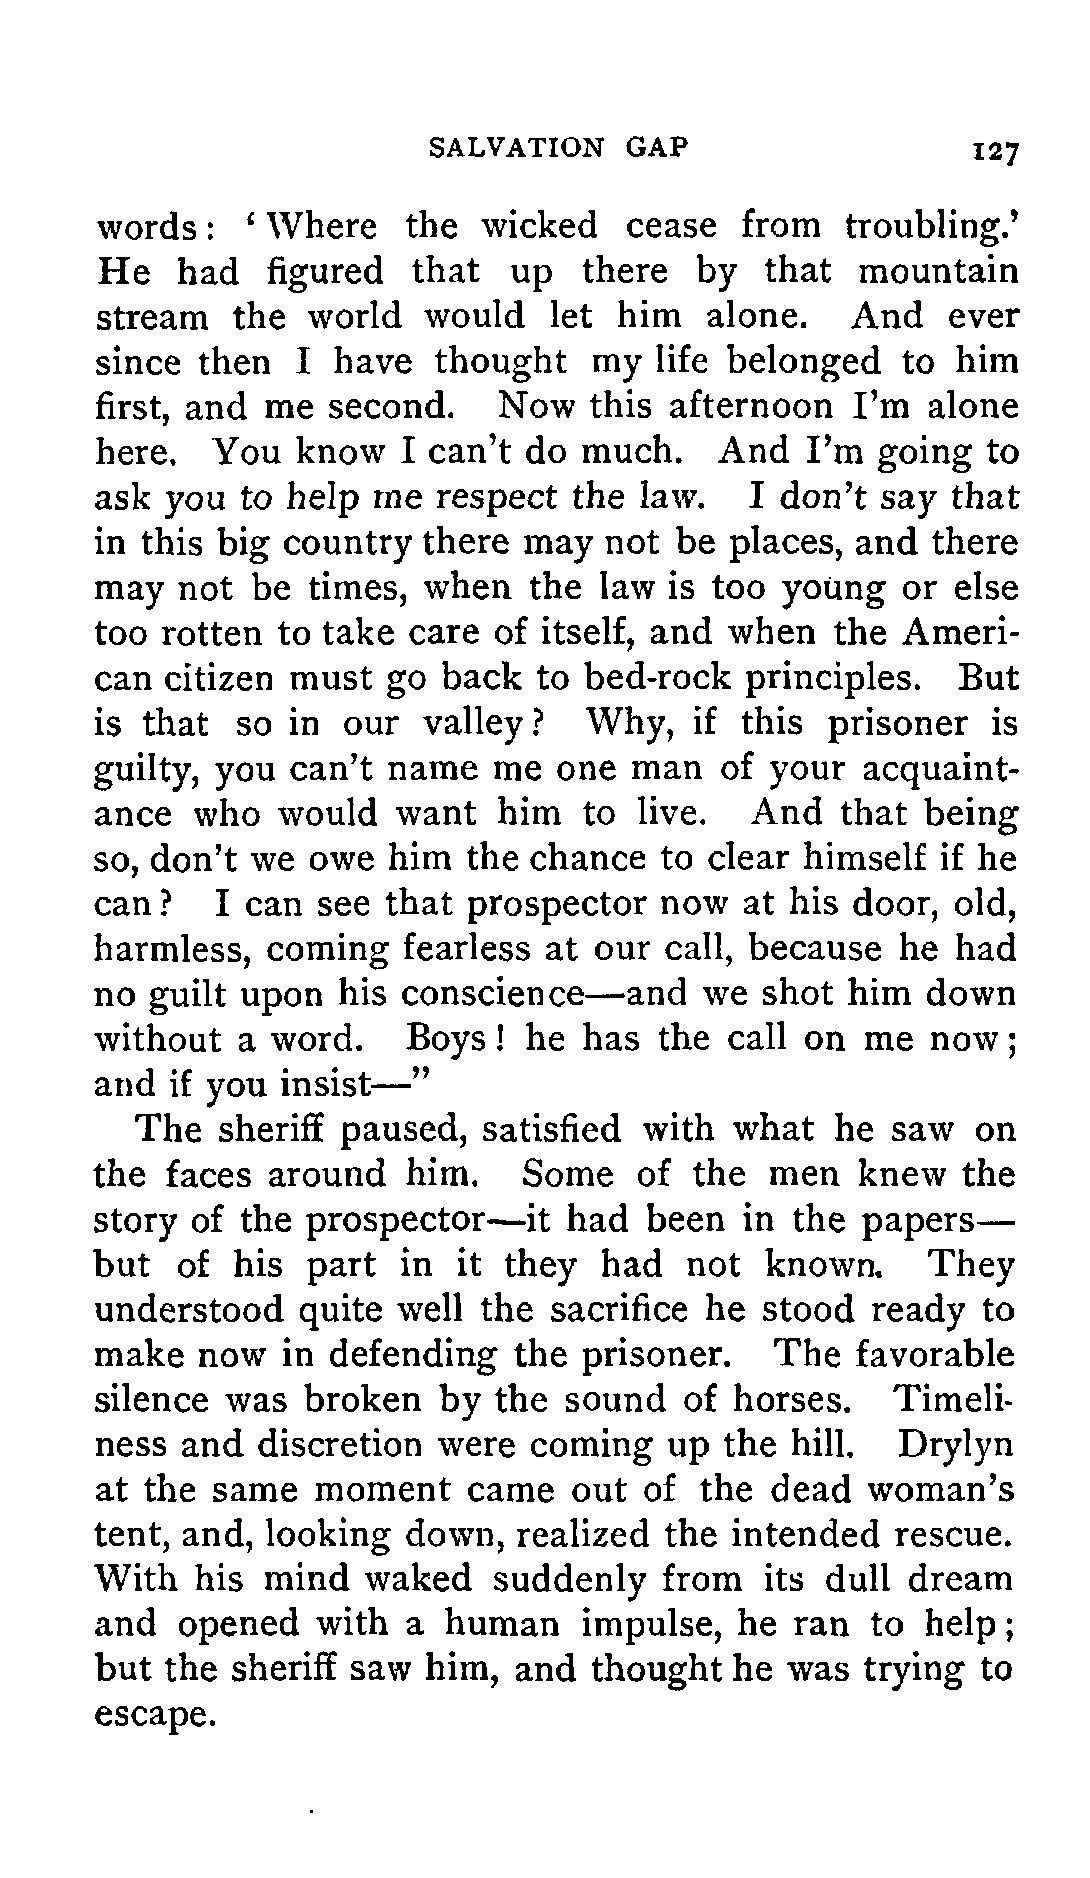 SALVATION GAP 127
words: ‘Where the wicked cease from troubling.’
He had figured that up there by that mountain
stream the world would let him alone. And ever
since then I have thought my life belonged to him
first, and me second. Now this afternoon I’m alone
here. You know I can’t do much. And I’m going to
ask you to help me respect the law. I don’t say that
in this big country there may not be places, and there
may not be times, when the law is too young or else
too rotten to take care of itself, and when the Ameri-
can citizen must go back to bed-rock principles. But
is that so in our valley? Why, if this prisoner is
guilty, you can’t name me one man of your acquaint-
ance who would want him to live. And that being
so, don’t we owe him the chance to clear himself if he
can? I can see that prospector now at his door, old,
harmless, coming fearless at our call, because he had
no guilt upon his conscience—and we shot him down
without a word. Boys! he has the call on me now;
and if you insist—”
The sheriff paused, satisfied with what he saw on
the faces around him. Some of the men knew the
story of the prospector—it had been in the papers—
but of his part in it they had not known. They
understood quite well the sacrifice he stood ready to
make now in defending the prisoner. The favorable
silence was broken by the sound of horses. Timeli-
ness and discretion were coming up the hill. Drylyn
at the same moment came out of the dead woman’s
tent, and, looking down, realized the intended rescue.
With his mind waked suddenly from its dull dream
and opened with a human impulse, he ran to help;
but the sheriff saw him, and thought he was trying to
escape.